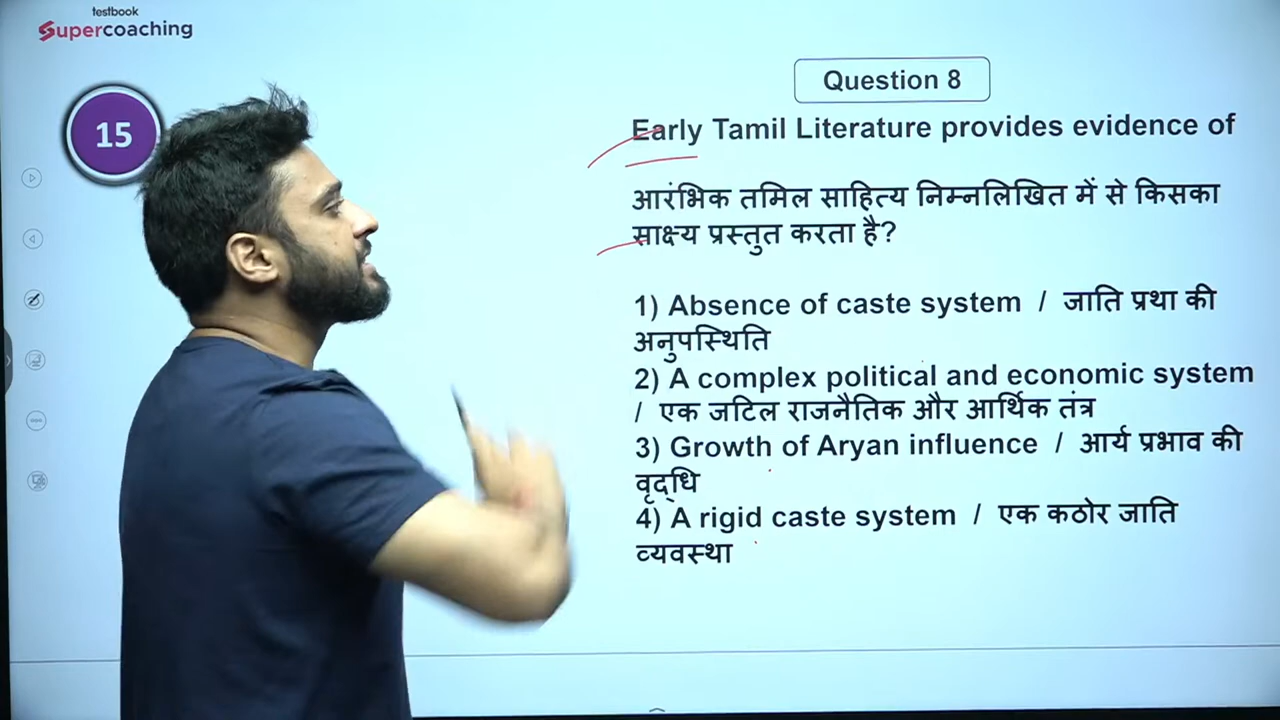 testbook
Supercoaching
15
Question 8
Early Tamil Literature provides evidence of
आरंभिक तमिल साहित्य निम्नलिखित में से किसका
साक्ष्य प्रस्तुत करता है?
1) Absence of caste system / जाति प्रथा की
अनुपस्थिति
2) A complex political and economic system
/ एक जटिल राजनैतिक और आर्थिक तंत्र
3) Growth of Aryan influence / आर्य प्रभाव की
वृद्धि
4) A rigid caste system / एक कठोर जाति
व्यवस्था